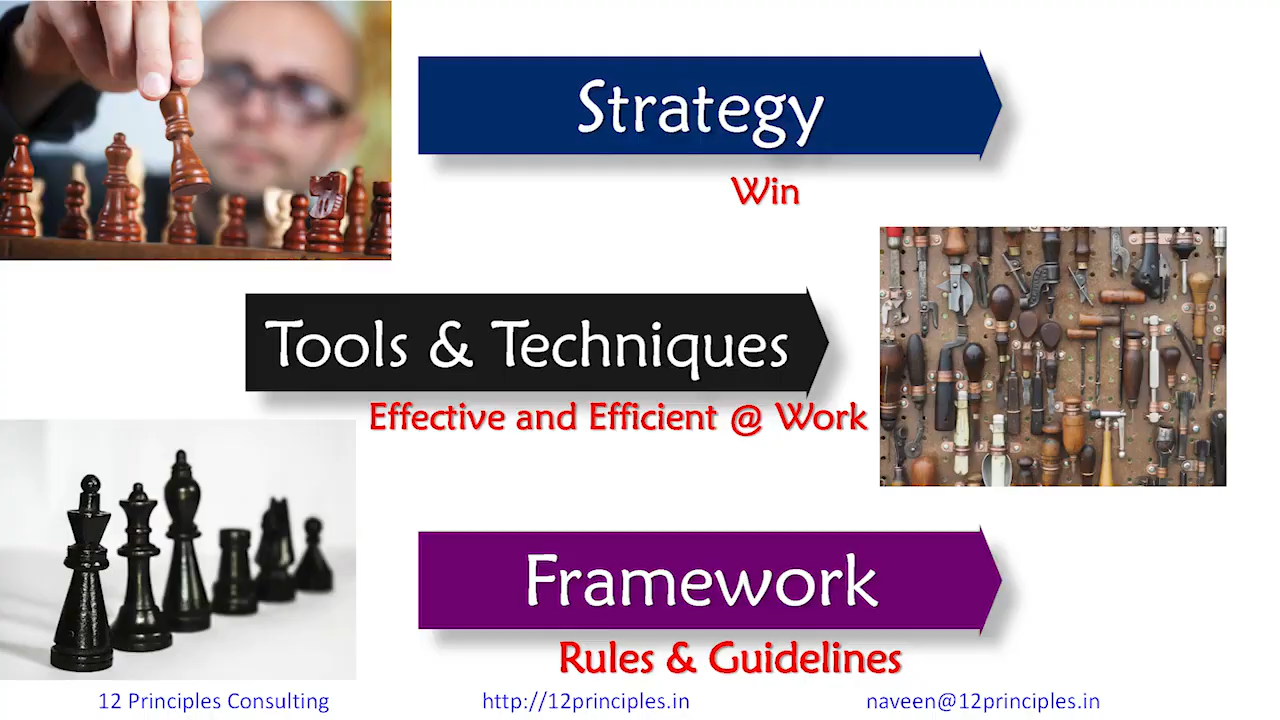 Strategy
Win
Tools & Techniques
Effective and Efficient @ Work
Framework
Rules & Guidelines
12 Principles Consulting
http://12principles.in
naveen@12principles.in